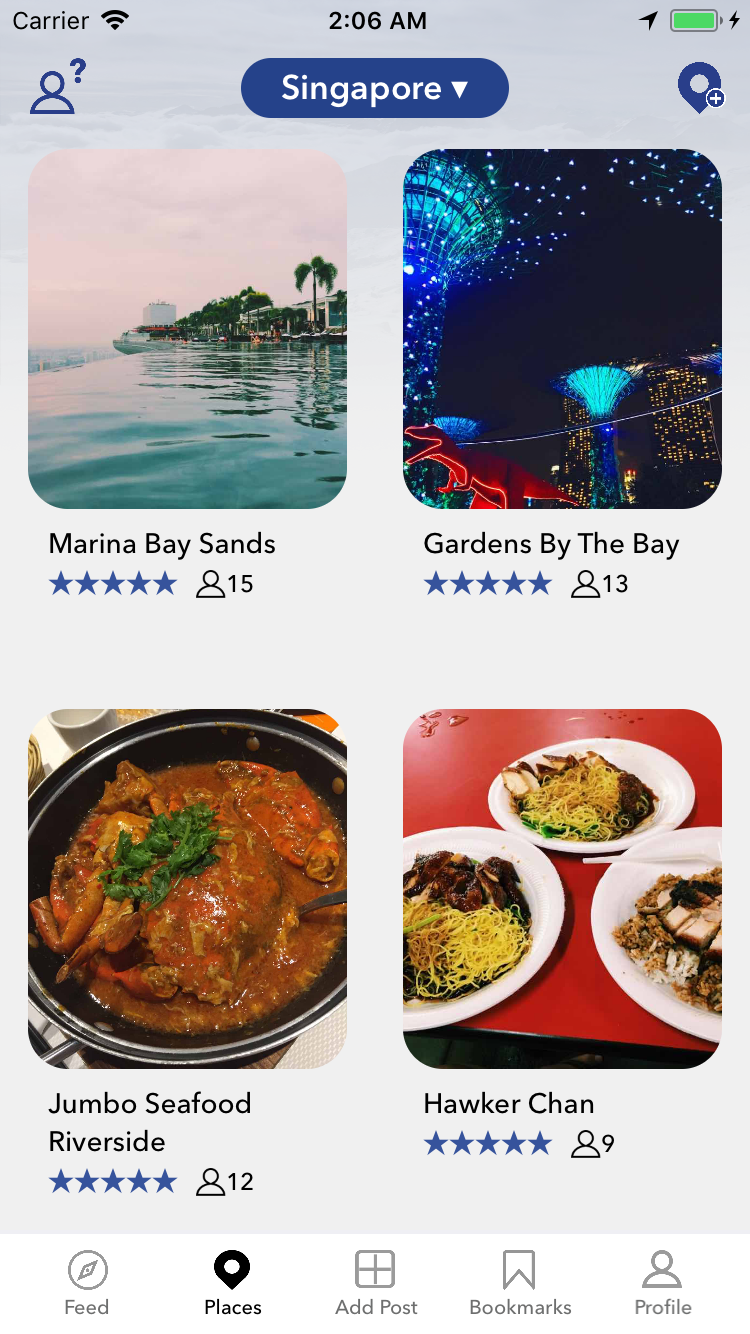 Carrier 2:06 AM
?
Singapore ▾
Marina Bay Sands
★★★★★ 15
Gardens By The Bay
★★★★★ 13
Jumbo Seafood
Riverside
★★★★★ 12
Hawker Chan
★★★★★ 9
Feed Places Add Post Bookmarks Profile